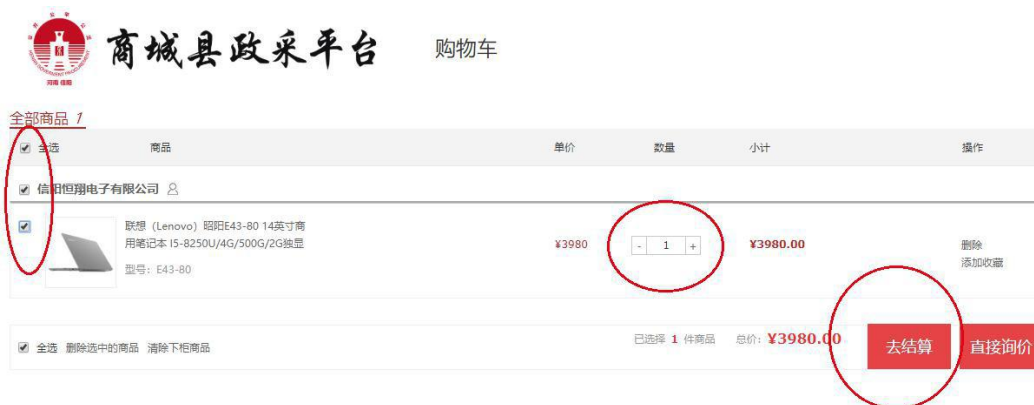 商城县政采平台 购物车
河南 信阳
全部商品 1
全选 商品 单价 数量 小计 操作
信阳恒翔电子有限公司
联想（Lenovo）昭阳E43-80 14英寸商
用笔记本 I5-8250U/4G/500G/2G独显
型号：E43-80
¥3980 - 1 + ¥3980.00
删除
添加收藏
全选 删除选中的商品 清除下柜商品 已选择 1 件商品 总价：¥3980.00 去结算 直接询价